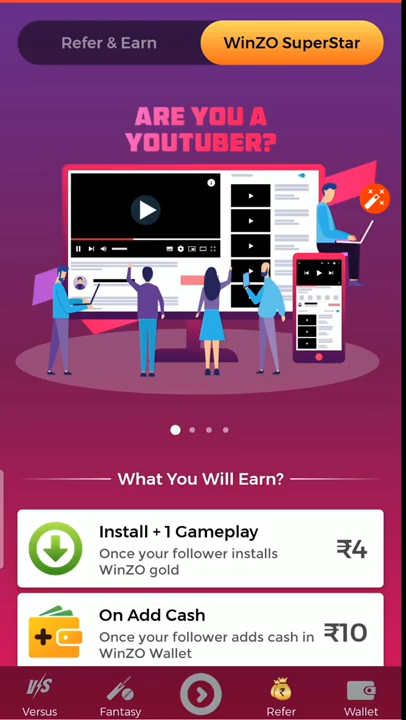 Refer & Earn
WinZO SuperStar
ARE YOU A
YOUTUBER?
What You Will Earn?
Install + 1 Gameplay
Once your follower installs
WinZO gold
₹4
On Add Cash
Once your follower adds cash in
WinZO Wallet
₹10
Versus
Fantasy
Refer
Wallet